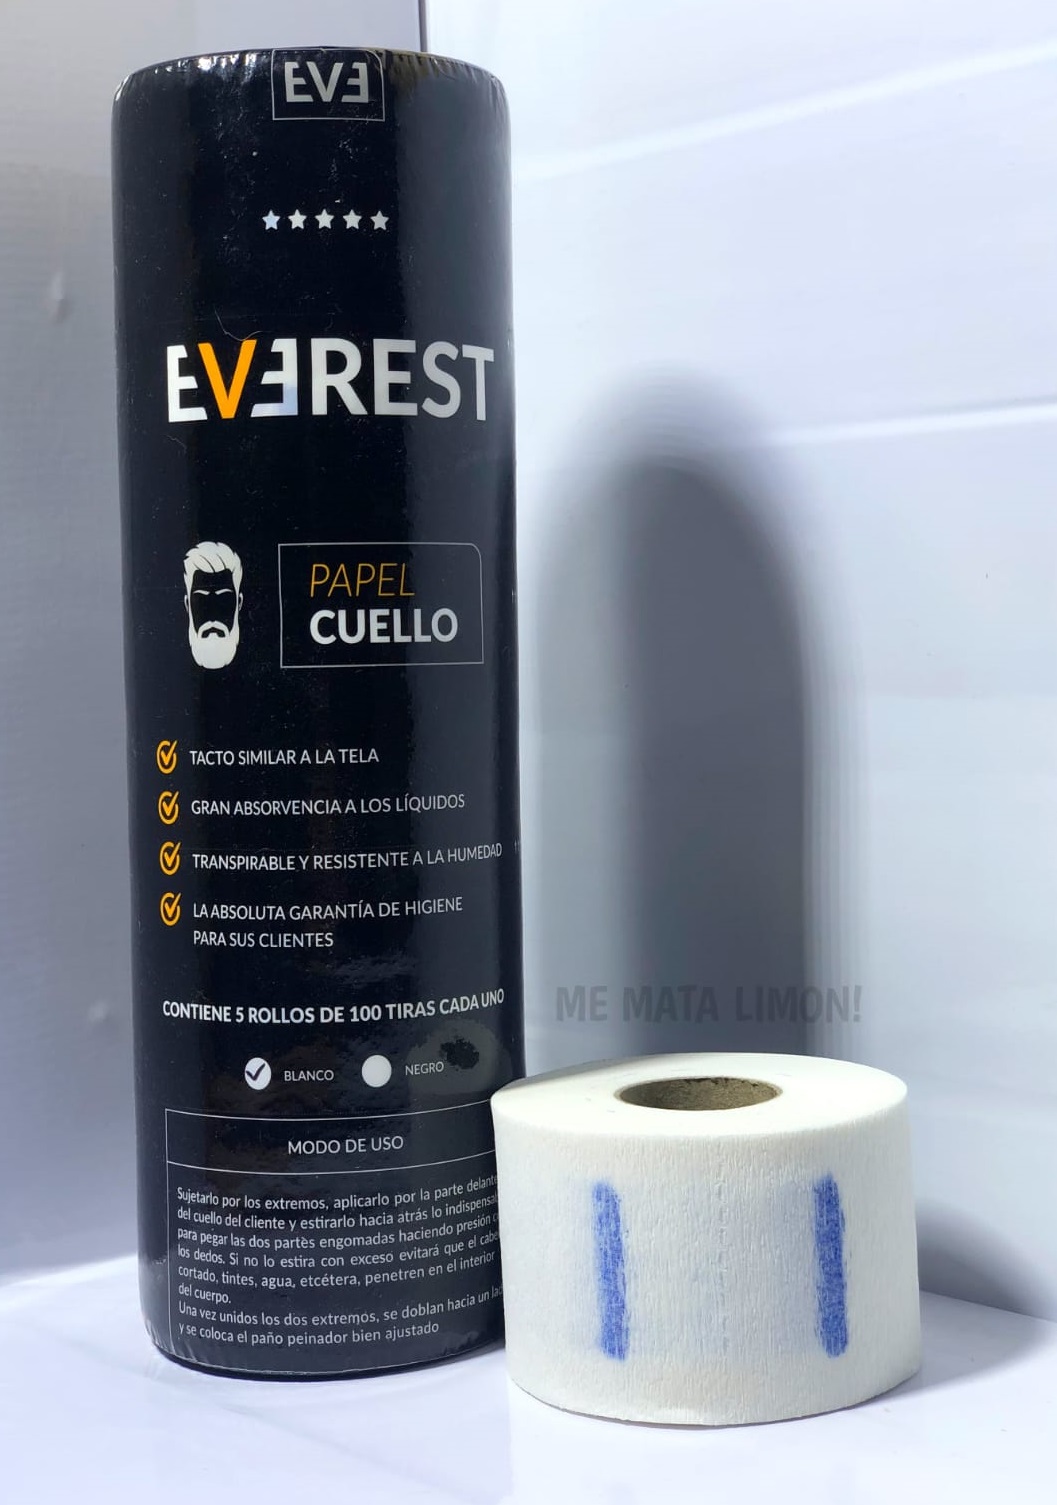 EVE
EVEREST
PAPEL
CUELLO
TACTO SIMILAR A LA TELA
GRAN ABSORVENCIA A LOS LÍQUIDOS
TRANSPIRABLE Y RESISTENTE A LA HUMEDAD
LA ABSOLUTA GARANTÍA DE HIGIENE
PARA SUS CLIENTES
CONTIENE 5 ROLLOS DE 100 TIRAS CADA UNO
BLANCO NEGRO
MODO DE USO
Sujetarlo por los extremos, aplicarlo por la parte delante
del cuello del cliente y estirarlo hacia atrás lo indispensa
para pegar las dos partès engomadas haciendo presión c
los dedos. Si no lo estira con exceso evitará que el cabe
cortado, tintes, agua, etcétera, penetren en el interior
del cuerpo.
Una vez unidos los dos extremos, se doblan hacia un lad
y se coloca el paño peinador bien ajustado
ME MATA LIMON!